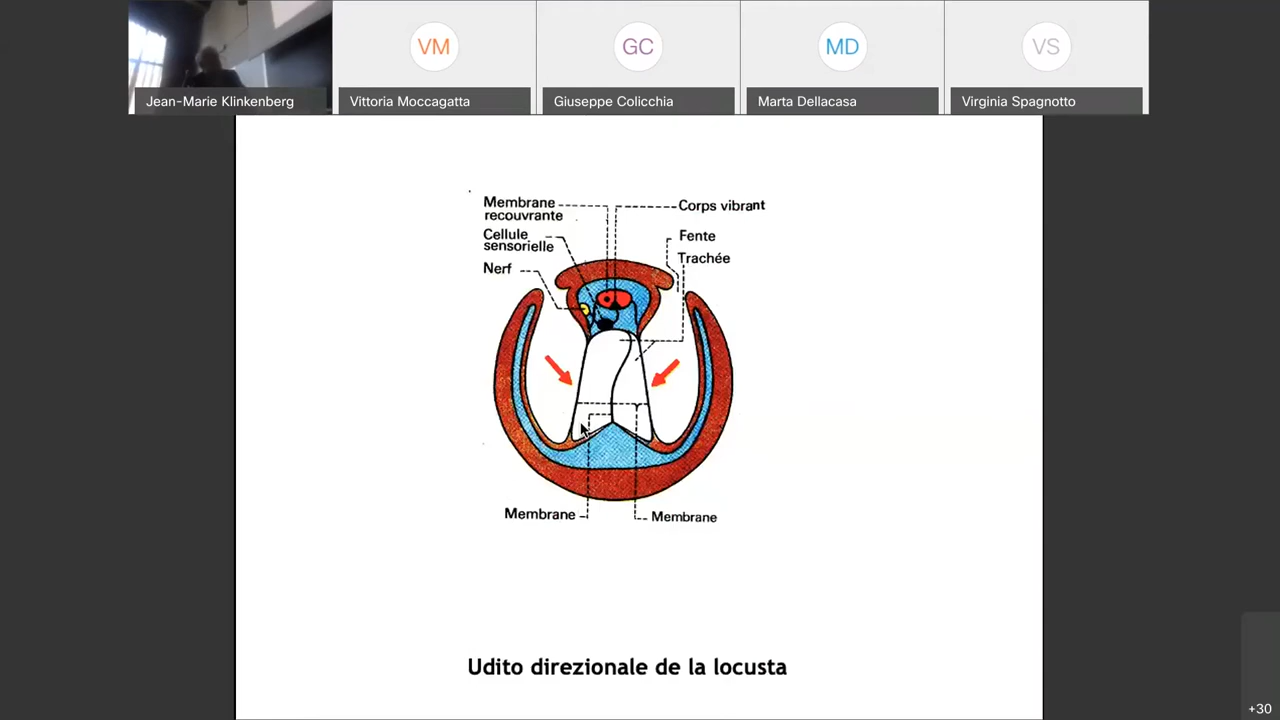 VM
GC
MD
VS
Jean-Marie Klinkenberg
Vittoria Moccagatta
Giuseppe Colicchia
Marta Dellacasa
Virginia Spagnotto
Membrane
recouvrante
Corps vibrant
Cellule
sensorielle
Fente
Trachée
Nerf
Membrane
Membrane
Udito direzionale de la locusta
+30